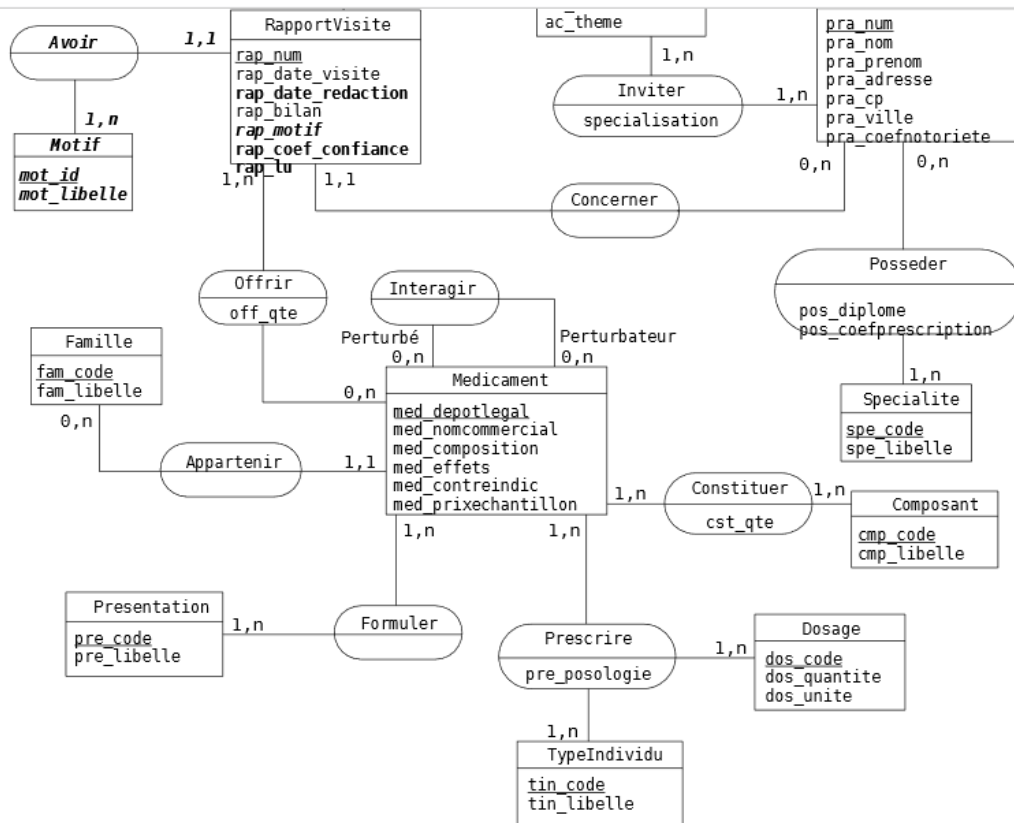 RapportVisite
rap_num
rap_date_visite
rap_date_redaction
rap_bilan
rap_motif
rap_coef_confiance
rap_lu
Avoir
1,1
1,n
Motif
mot_id
mot_libelle
ac_theme
1,n
Inviter
specialisation
1,n
pra_num
pra_nom
pra_prenom
pra_adresse
pra_cp
pra_ville
pra_coefnotoriete
1,n
1,1
0,n
0,n
Concerner
Offrir
off_qte
Interagir
Perturbé
0,n
Perturbateur
0,n
Posseder
pos_diplome
pos_coefprescription
1,n
Specialite
spe_code
spe_libelle
Famille
fam_code
fam_libelle
0,n
0,n
Appartenir
1,1
Medicament
med_depotlegal
med_nomcommercial
med_composition
med_effets
med_contreindic
med_prixechantillon
1,n
Constituer
cst_qte
1,n
Composant
cmp_code
cmp_libelle
1,n
1,n
Presentation
pre_code
pre_libelle
1,n
Formuler
Prescrire
pre_posologie
1,n
Dosage
dos_code
dos_quantite
dos_unite
1,n
TypeIndividu
tin_code
tin_libelle